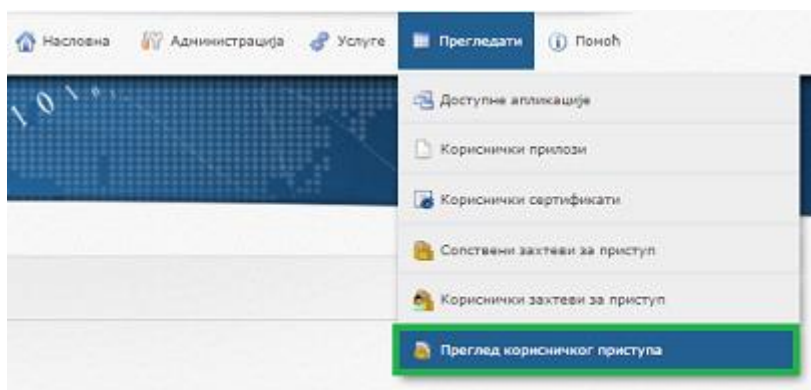 Насловна Администрација Услуге Прегледати Помоћ
Доступне апликације
Кориснички прилози
Кориснички сертификати
Сопствени захтеви за приступ
Кориснички захтеви за приступ
Преглед корисничког приступа